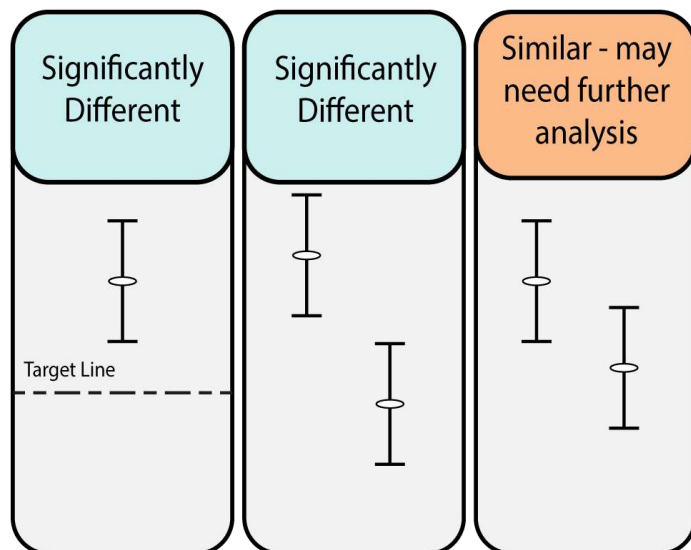 Significantly
Different
Significantly
Different
Similar - may
need further
analysis
Target Line